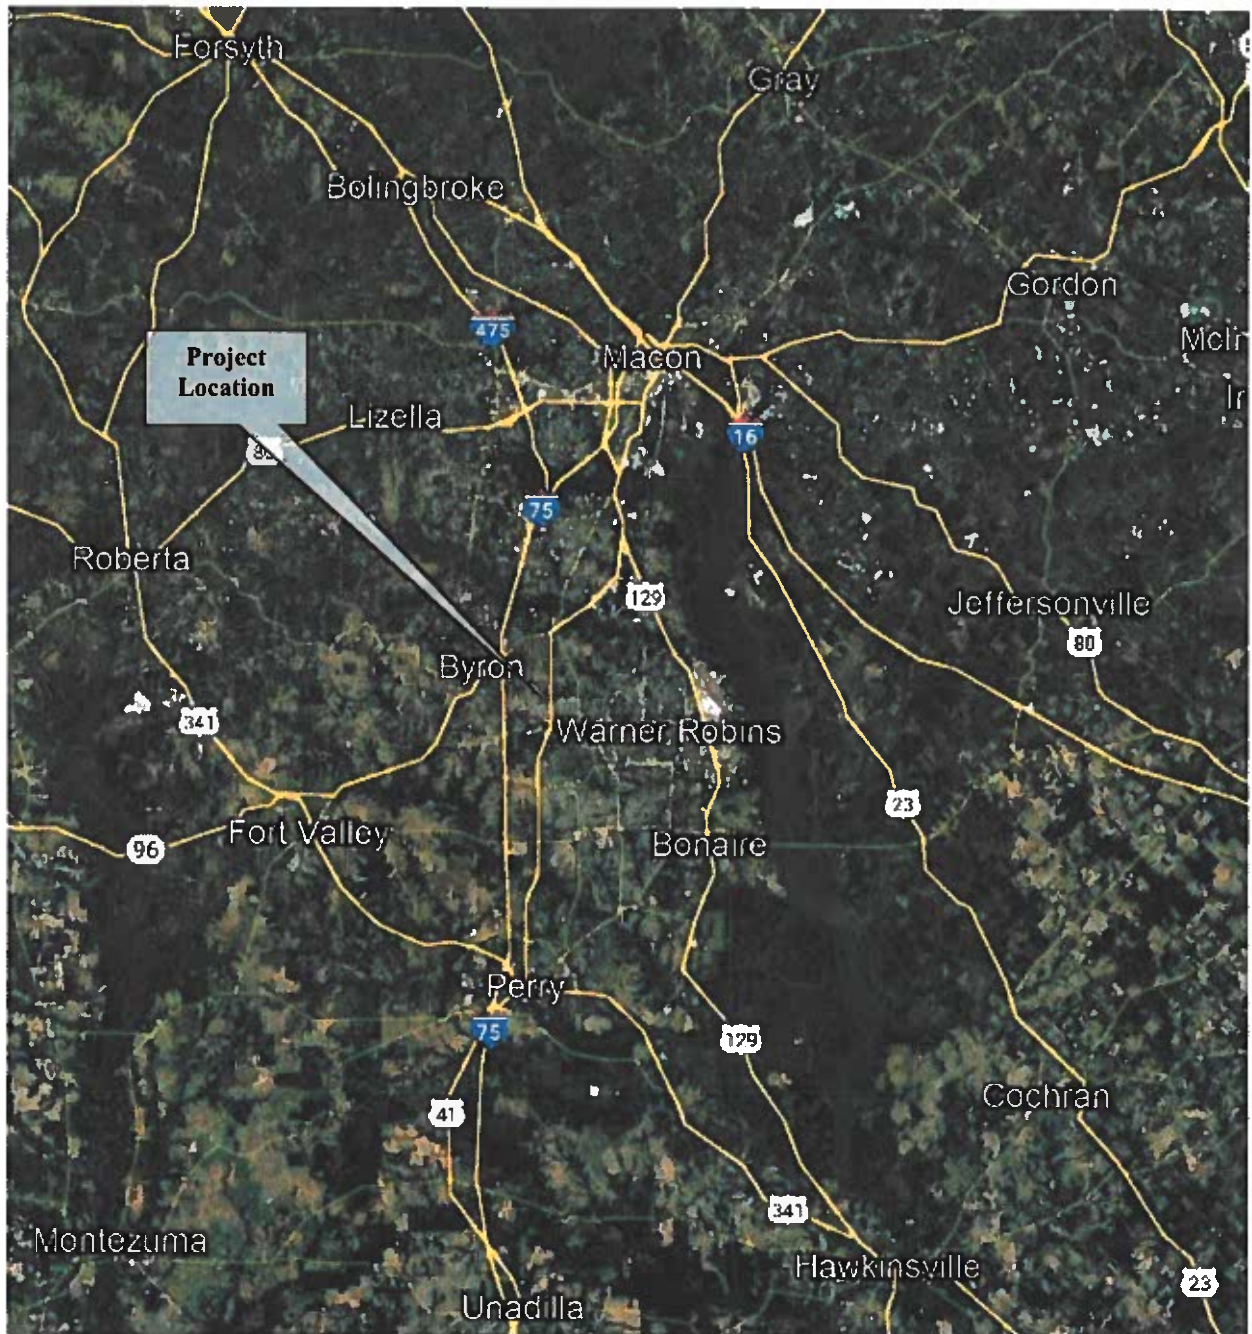 Forsyth
Gray
Bolingbroke
Gordon
475
McIn
Macon
Project
Location
Lizella
16
75
Roberta
129
Jeffersonville
80
Byron
341
Warner Robins
23
Fort Valley
96
Bonaire
Perry
75
129
41
Cochran
341
Montezuma
Hawkinsville
23
Unadilla